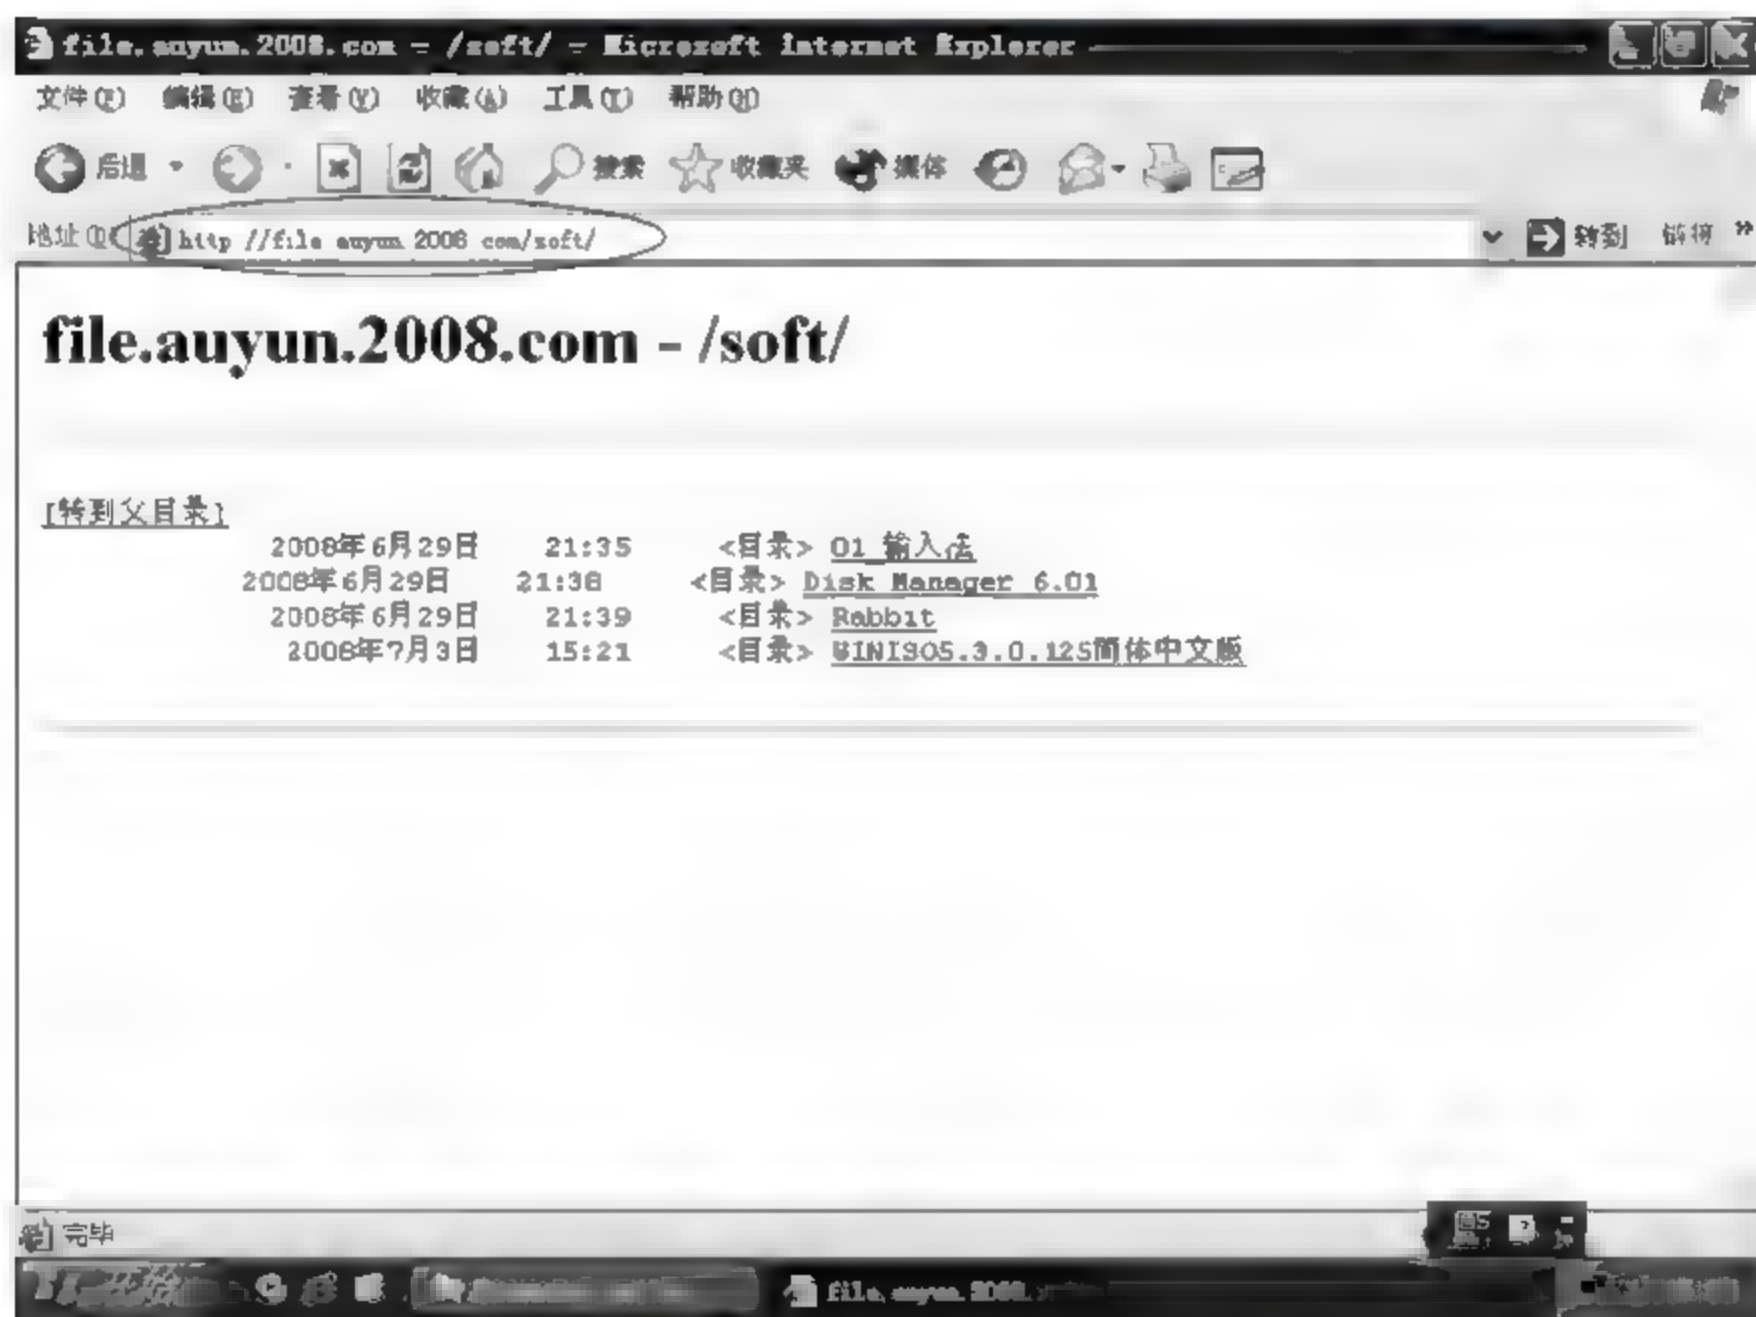 file.auyun.2008.com - /soft/ - Microsoft Internet Explorer
文件(F) 编辑(E) 查看(V) 收藏(A) 工具(T) 帮助(H)
后退 搜索 收藏夹 媒体
地址(D) http //file auyun 2008 com/soft/ 转到 链接 »
file.auyun.2008.com - /soft/
[转到父目录]
2008年6月29日 21:35 <目录> 01_输入法
2008年6月29日 21:38 <目录> Disk Manager 6.01
2008年6月29日 21:39 <目录> Rabbit
2008年7月3日 15:21 <目录> WINISO5.3.0.125简体中文版
完毕
file.auyun.2008.